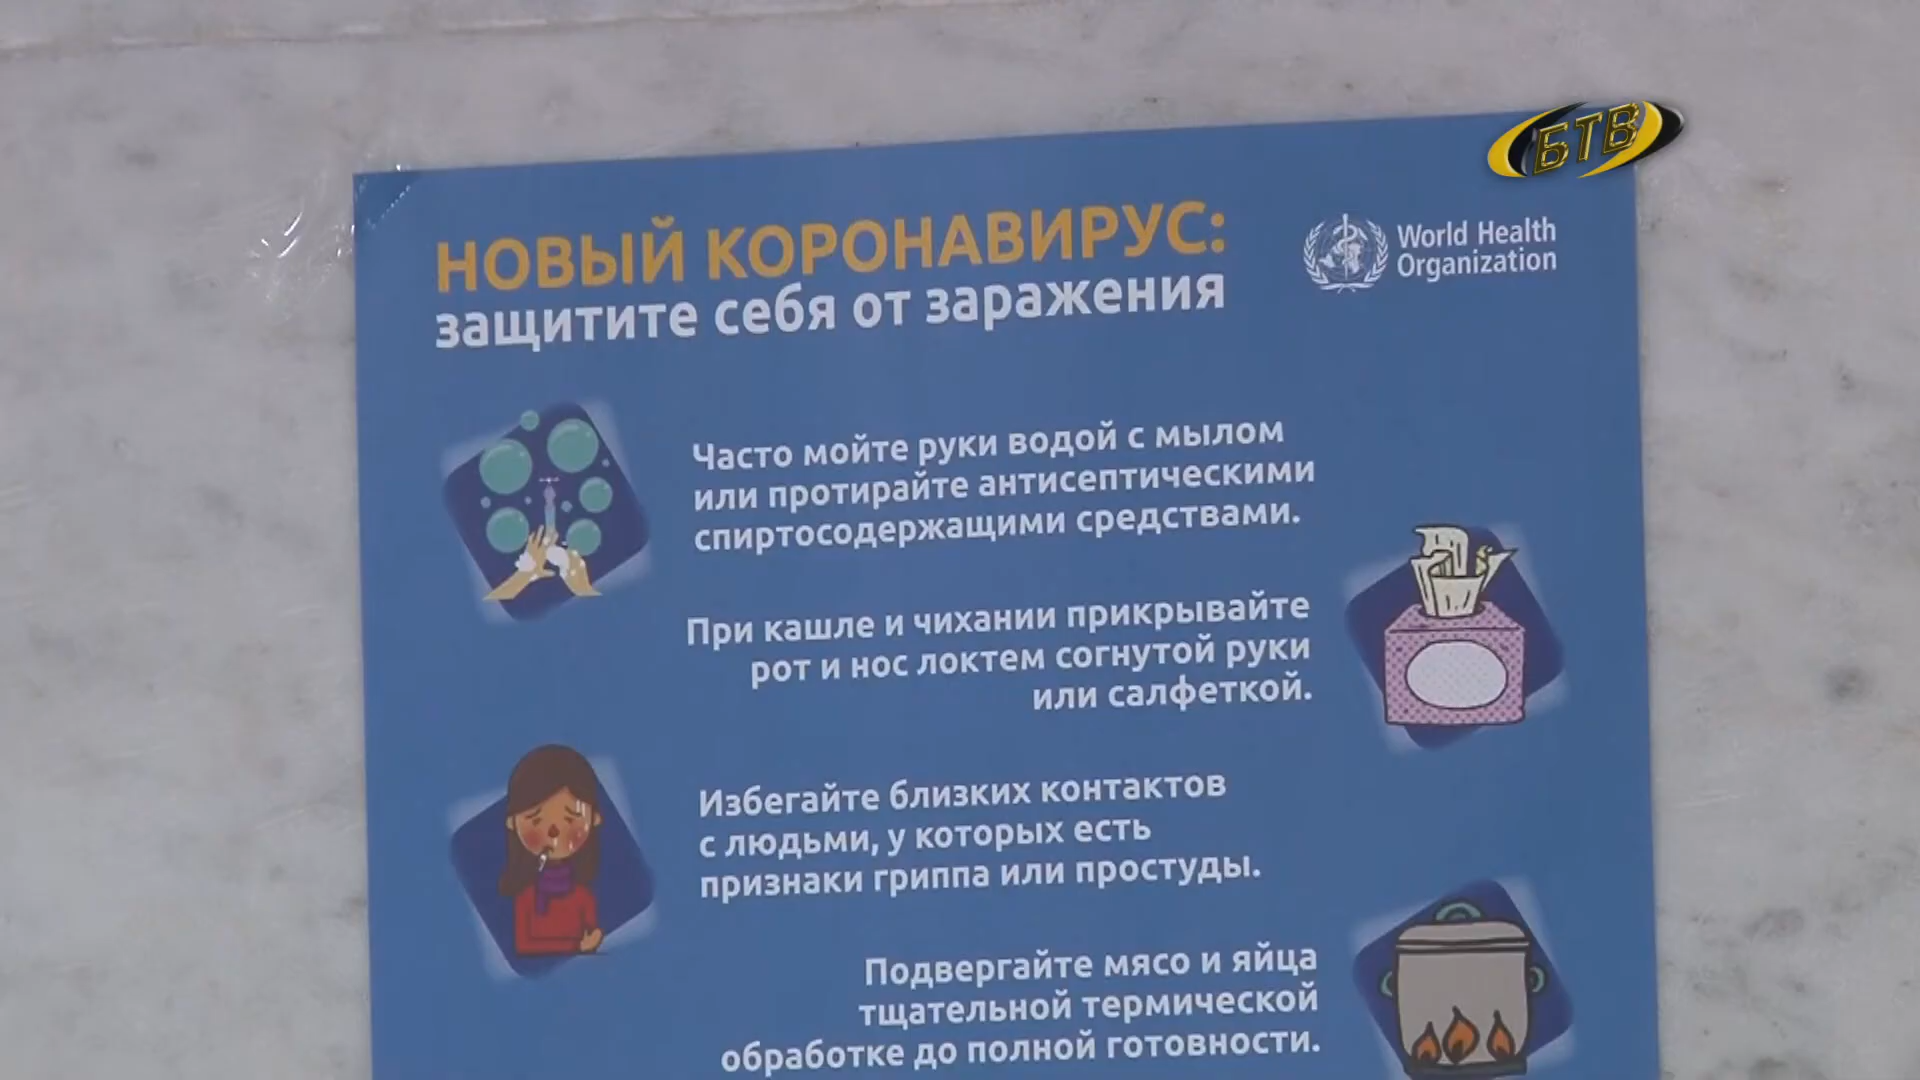 БТВ
НОВЫЙ КОРОНАВИРУС:
защитите себя от заражения
World Health
Organization
Часто мойте руки водой с мылом
или протирайте антисептическими
спиртосодержащими средствами.
При кашле и чихании прикрывайте
рот и нос локтем согнутой руки
или салфеткой.
Избегайте близких контактов
с людьми, у которых есть
признаки гриппа или простуды.
Подвергайте мясо и яйца
тщательной термической
обработке до полной готовности.